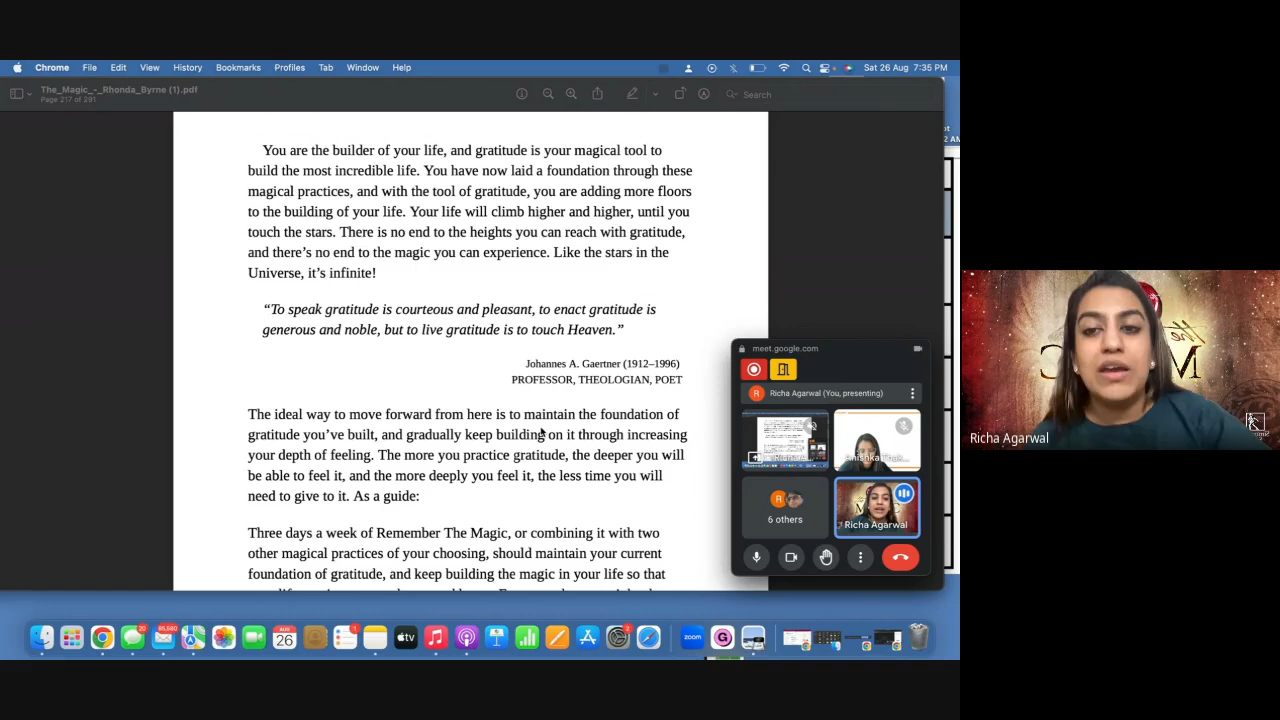 Chrome File Edit View History Bookmarks Profiles Tab Window Help Sat 26 Aug 7:35 PM
The_Magic_-_Rhonda_Byrne (1).pdf
Page 217 of 291
Search
You are the builder of your life, and gratitude is your magical tool to
build the most incredible life. You have now laid a foundation through these
magical practices, and with the tool of gratitude, you are adding more floors
to the building of your life. Your life will climb higher and higher, until you
touch the stars. There is no end to the heights you can reach with gratitude,
and there’s no end to the magic you can experience. Like the stars in the
Universe, it’s infinite!
“To speak gratitude is courteous and pleasant, to enact gratitude is
generous and noble, but to live gratitude is to touch Heaven.”
Johannes A. Gaertner (1912–1996)
PROFESSOR, THEOLOGIAN, POET
The ideal way to move forward from here is to maintain the foundation of
gratitude you’ve built, and gradually keep building on it through increasing
your depth of feeling. The more you practice gratitude, the deeper you will
be able to feel it, and the more deeply you feel it, the less time you will
need to give to it. As a guide:
Three days a week of Remember The Magic, or combining it with two
other magical practices of your choosing, should maintain your current
foundation of gratitude, and keep building the magic in your life so that
meet.google.com
R Richa Agarwal (You, presenting)
R
6 others
Richa Agarwal
Richa Agarwal
AUG
26
tv
zoom
G